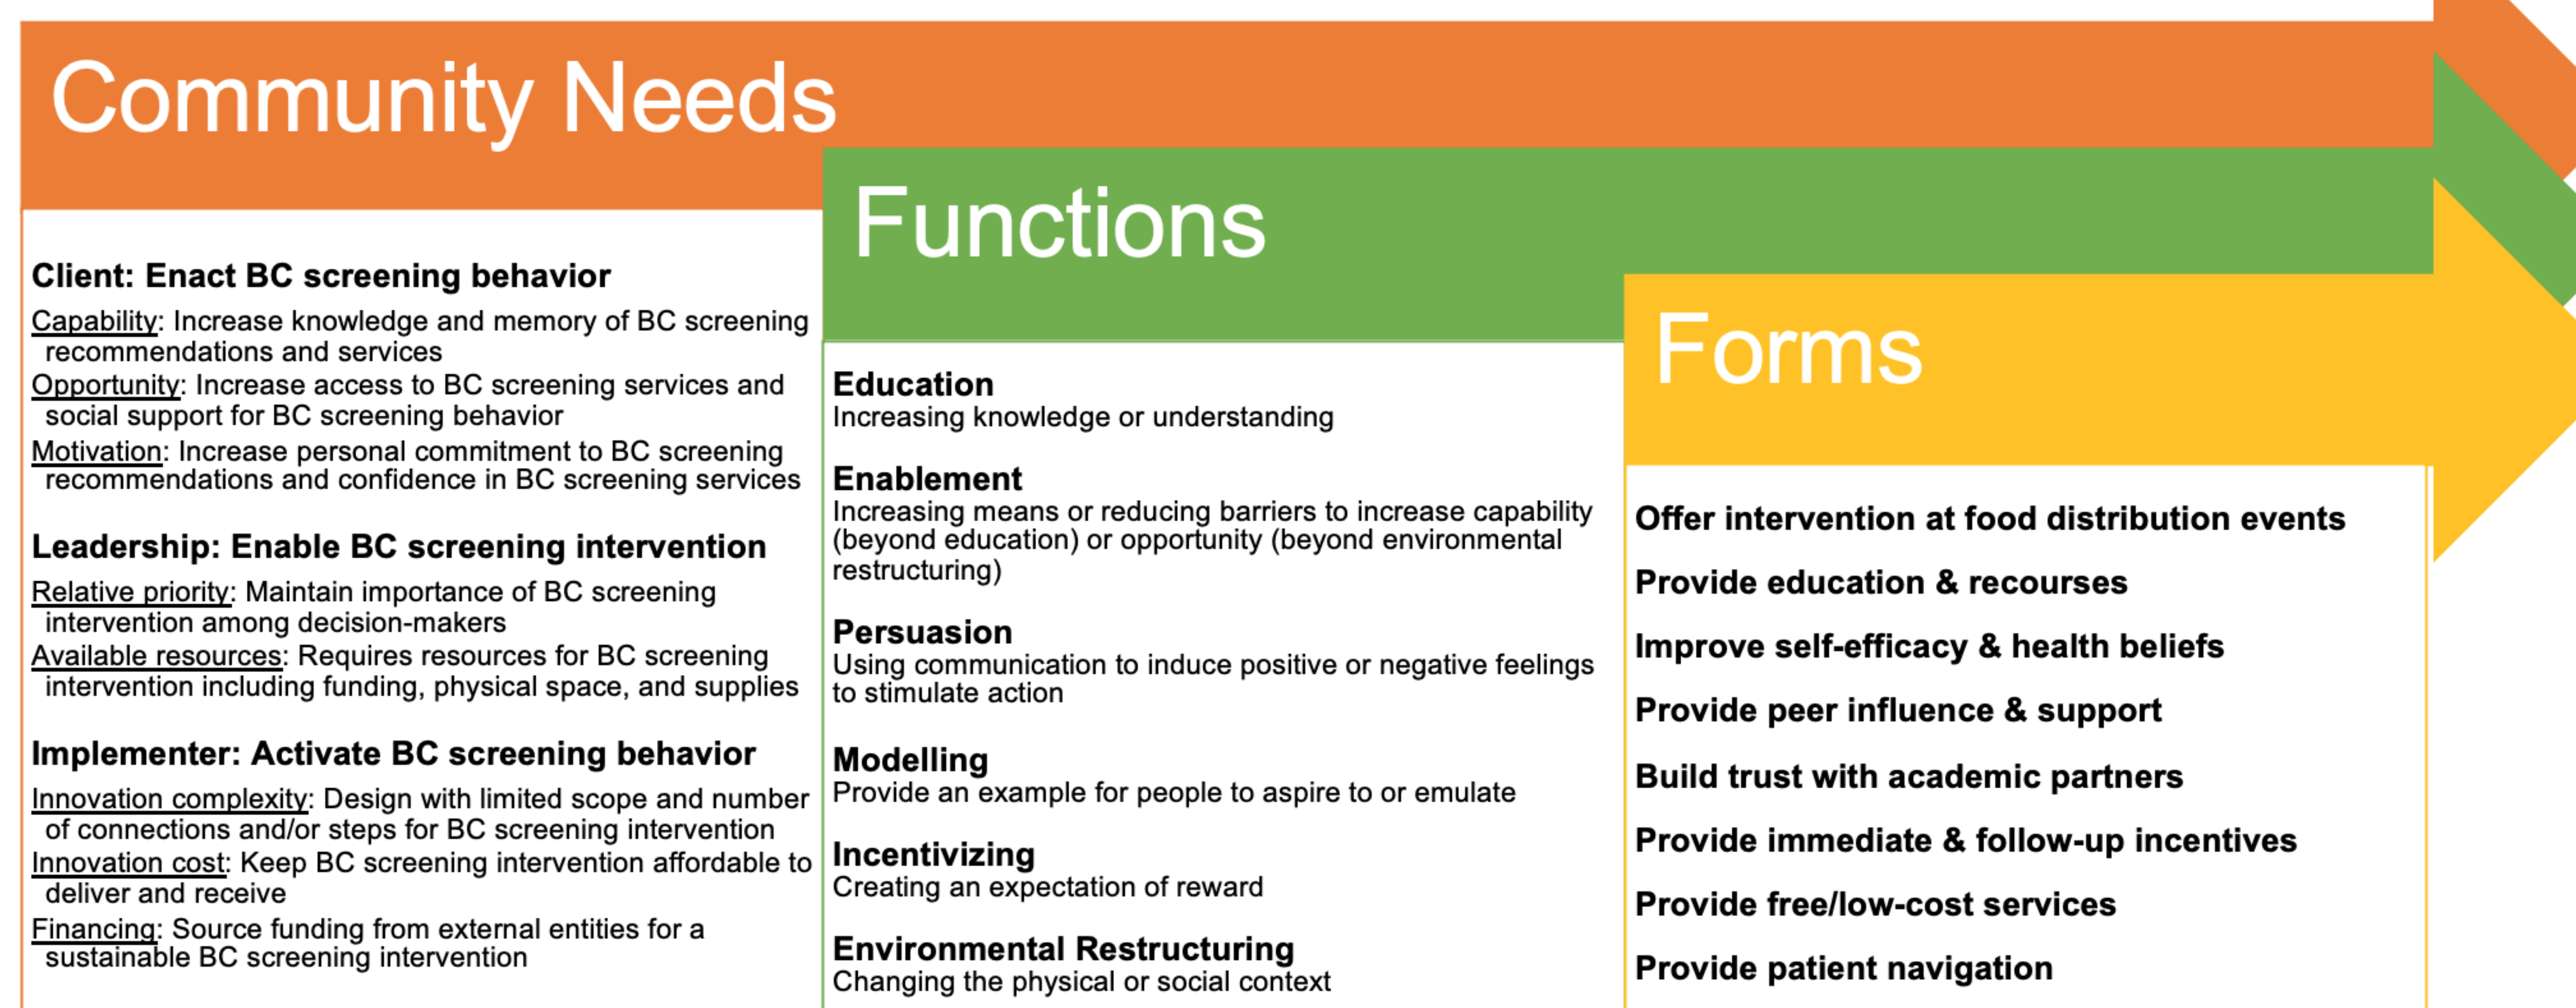 Community Needs
Client: Enact BC screening behavior
Capability: Increase knowledge and memory of BC screening
recommendations and services
Opportunity: Increase access to BC screening services and
social support for BC screening behavior
Motivation: Increase personal commitment to BC screening
recommendations and confidence in BC screening services
Leadership: Enable BC screening intervention
Relative priority: Maintain importance of BC screening
intervention among decision-makers
Available resources: Requires resources for BC screening
intervention including funding, physical space, and supplies
Implementer: Activate BC screening behavior
Innovation complexity: Design with limited scope and number
of connections and/or steps for BC screening intervention
Innovation cost: Keep BC screening intervention affordable to
deliver and receive
Financing: Source funding from external entities for a
sustainable BC screening intervention
Functions
Education
Increasing knowledge or understanding
Enablement
Increasing means or reducing barriers to increase capability
(beyond education) or opportunity (beyond environmental
restructuring)
Persuasion
Using communication to induce positive or negative feelings
to stimulate action
Modelling
Provide an example for people to aspire to or emulate
Incentivizing
Creating an expectation of reward
Environmental Restructuring
Changing the physical or social context
Forms
Offer intervention at food distribution events
Provide education & recourses
Improve self-efficacy & health beliefs
Provide peer influence & support
Build trust with academic partners
Provide immediate & follow-up incentives
Provide free/low-cost services
Provide patient navigation